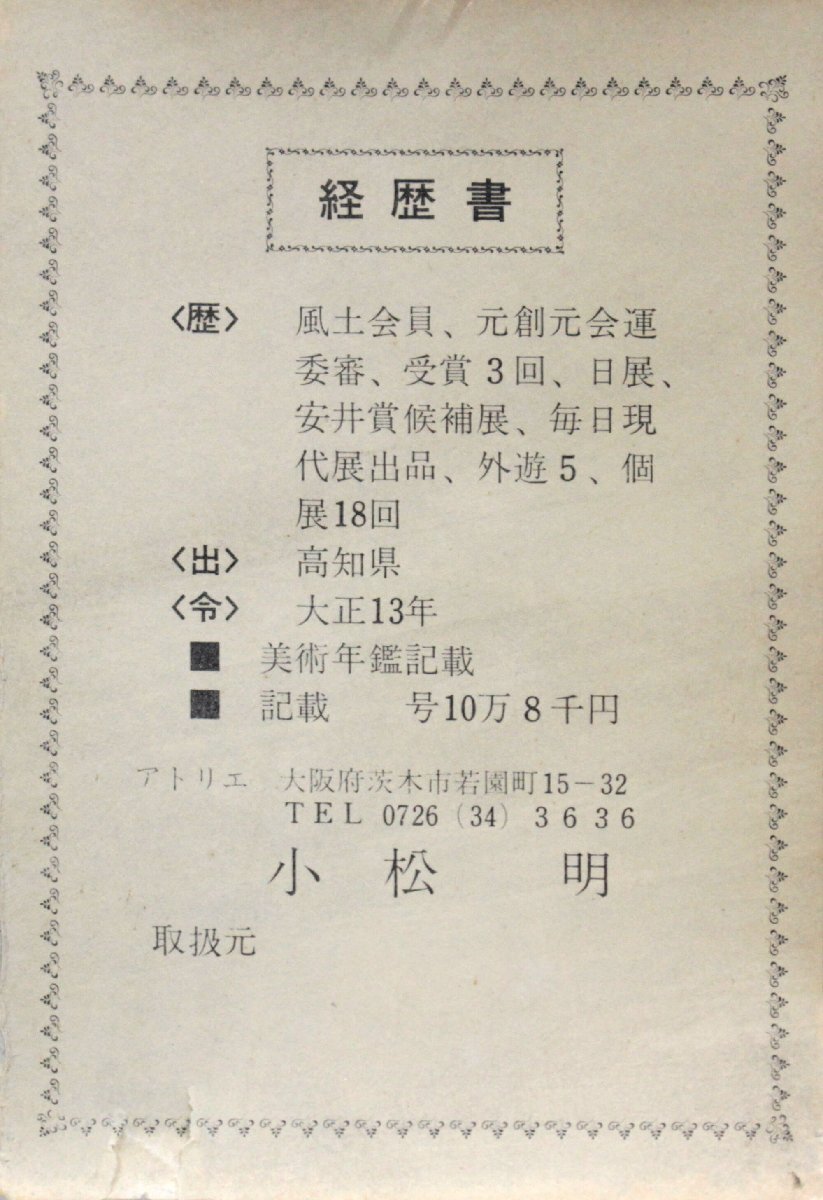 経歴書
〈歴〉 風土会員、元創元会運
委審、受賞3回、日展、
安井賞候補展、毎日現
代展出品、外遊5、個
展18回
〈出〉 高知県
〈令〉 大正13年
■ 美術年鑑記載
■ 記載 号10万8千円
アトリエ 大阪府茨木市若園町15−32
TEL 0726(34)3636
小松 明
取扱元